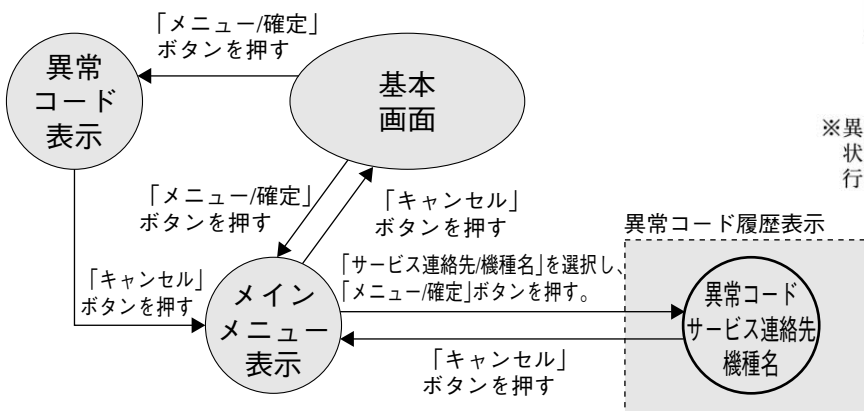 「メニュー/確定」
ボタンを押す
異常
コード
表示
基本
画面
※異
状
行
「メニュー/確定」
ボタンを押す
「キャンセル」
ボタンを押す
異常コード履歴表示
「キャンセル」
ボタンを押す
メイン
メニュー
表示
「サービス連絡先/機種名」を選択し、
「メニュー/確定」ボタンを押す。
異常コード
サービス連絡先
機種名
「キャンセル」
ボタンを押す